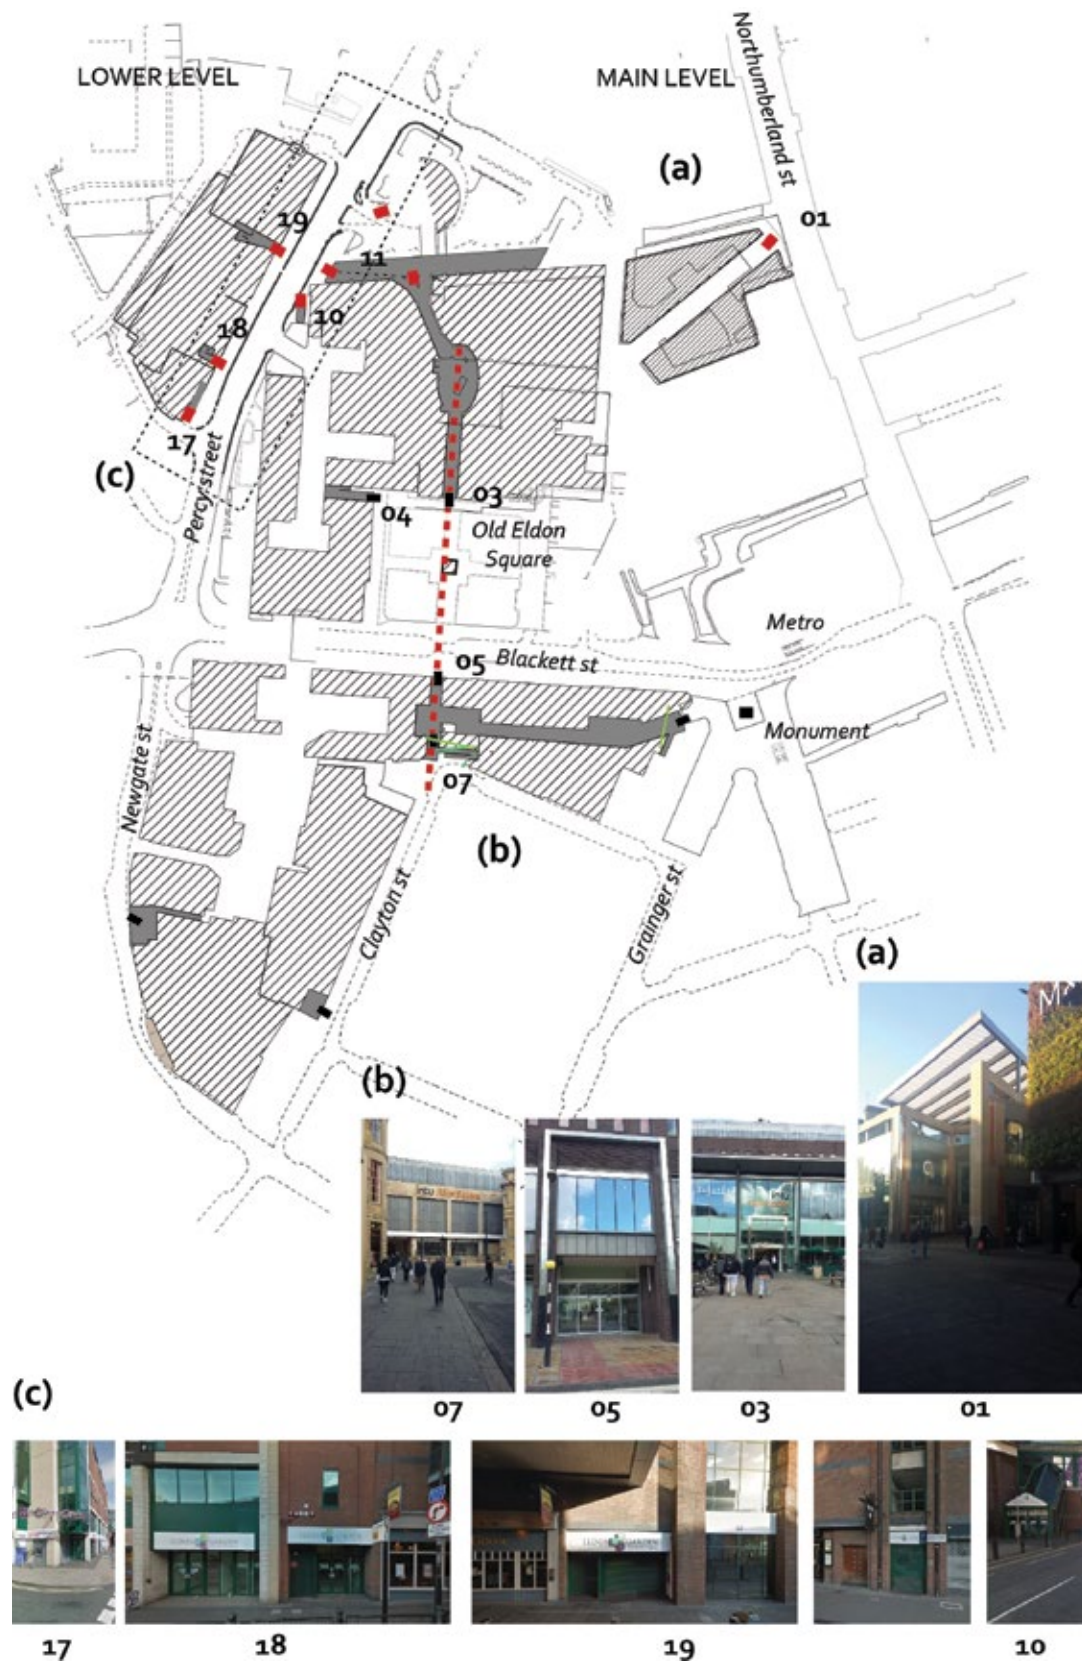 LOWER LEVEL
MAIN LEVEL
Northumberland st
(a)
01
19
11
10
18
17
(c)
Percy street
03
04
Old Eldon
Square
Metro
Blackett st
05
Monument
Newgate st
07
(b)
Clayton st
Grainger st
(a)
(b)
07
05
03
01
(c)
17
18
19
10